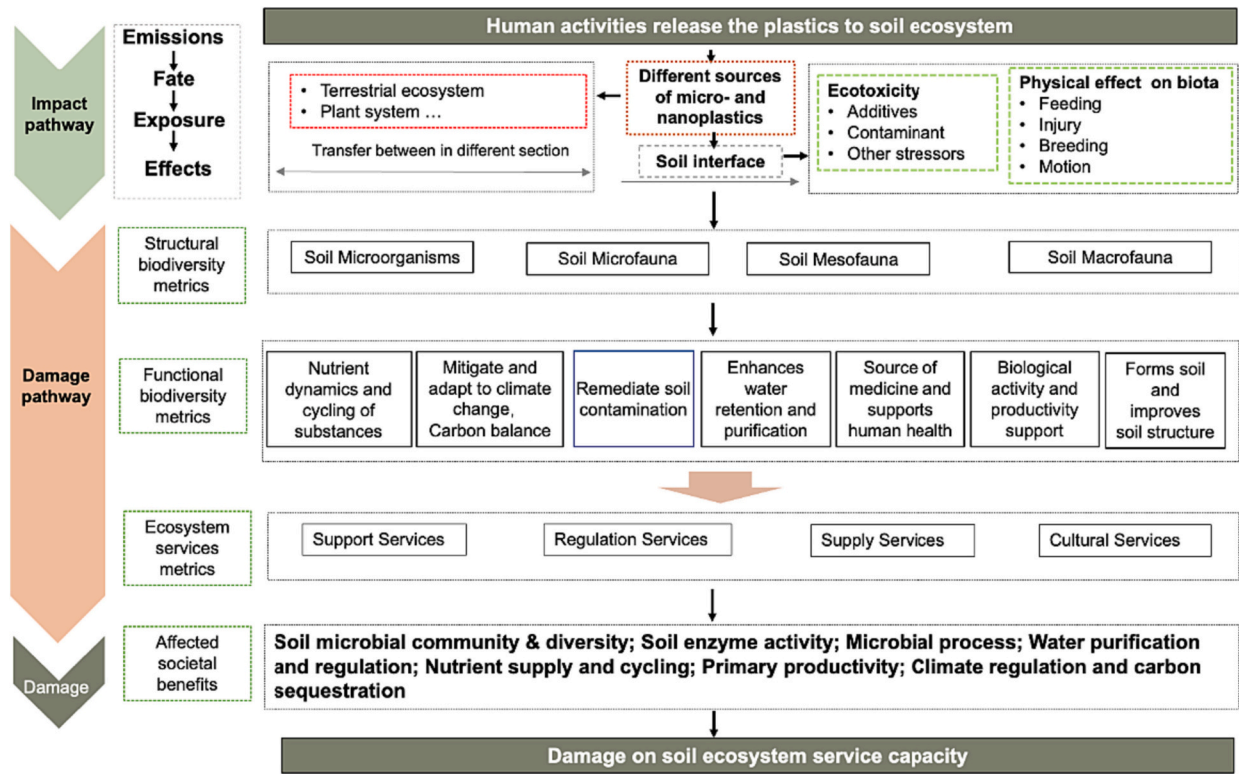 Human activities release the plastics to soil ecosystem
Impact
pathway
Emissions
Fate
Exposure
Effects
• Terrestrial ecosystem
• Plant system ...
Transfer between in different section
Different sources
of micro- and
nanoplastics
Soil interface
Ecotoxicity
• Additives
• Contaminant
• Other stressors
Physical effect on biota
• Feeding
• Injury
• Breeding
• Motion
Damage
pathway
Structural
biodiversity
metrics
Soil Microorganisms
Soil Microfauna
Soil Mesofauna
Soil Macrofauna
Functional
biodiversity
metrics
Nutrient
dynamics and
cycling of
substances
Mitigate and
adapt to climate
change,
Carbon balance
Remediate soil
contamination
Enhances
water
retention and
purification
Source of
medicine and
supports
human health
Biological
activity and
productivity
support
Forms soil
and
improves
soil structure
Ecosystem
services
metrics
Support Services
Regulation Services
Supply Services
Cultural Services
Damage
Affected
societal
benefits
Soil microbial community & diversity; Soil enzyme activity; Microbial process; Water purification
and regulation; Nutrient supply and cycling; Primary productivity; Climate regulation and carbon
sequestration
Damage on soil ecosystem service capacity